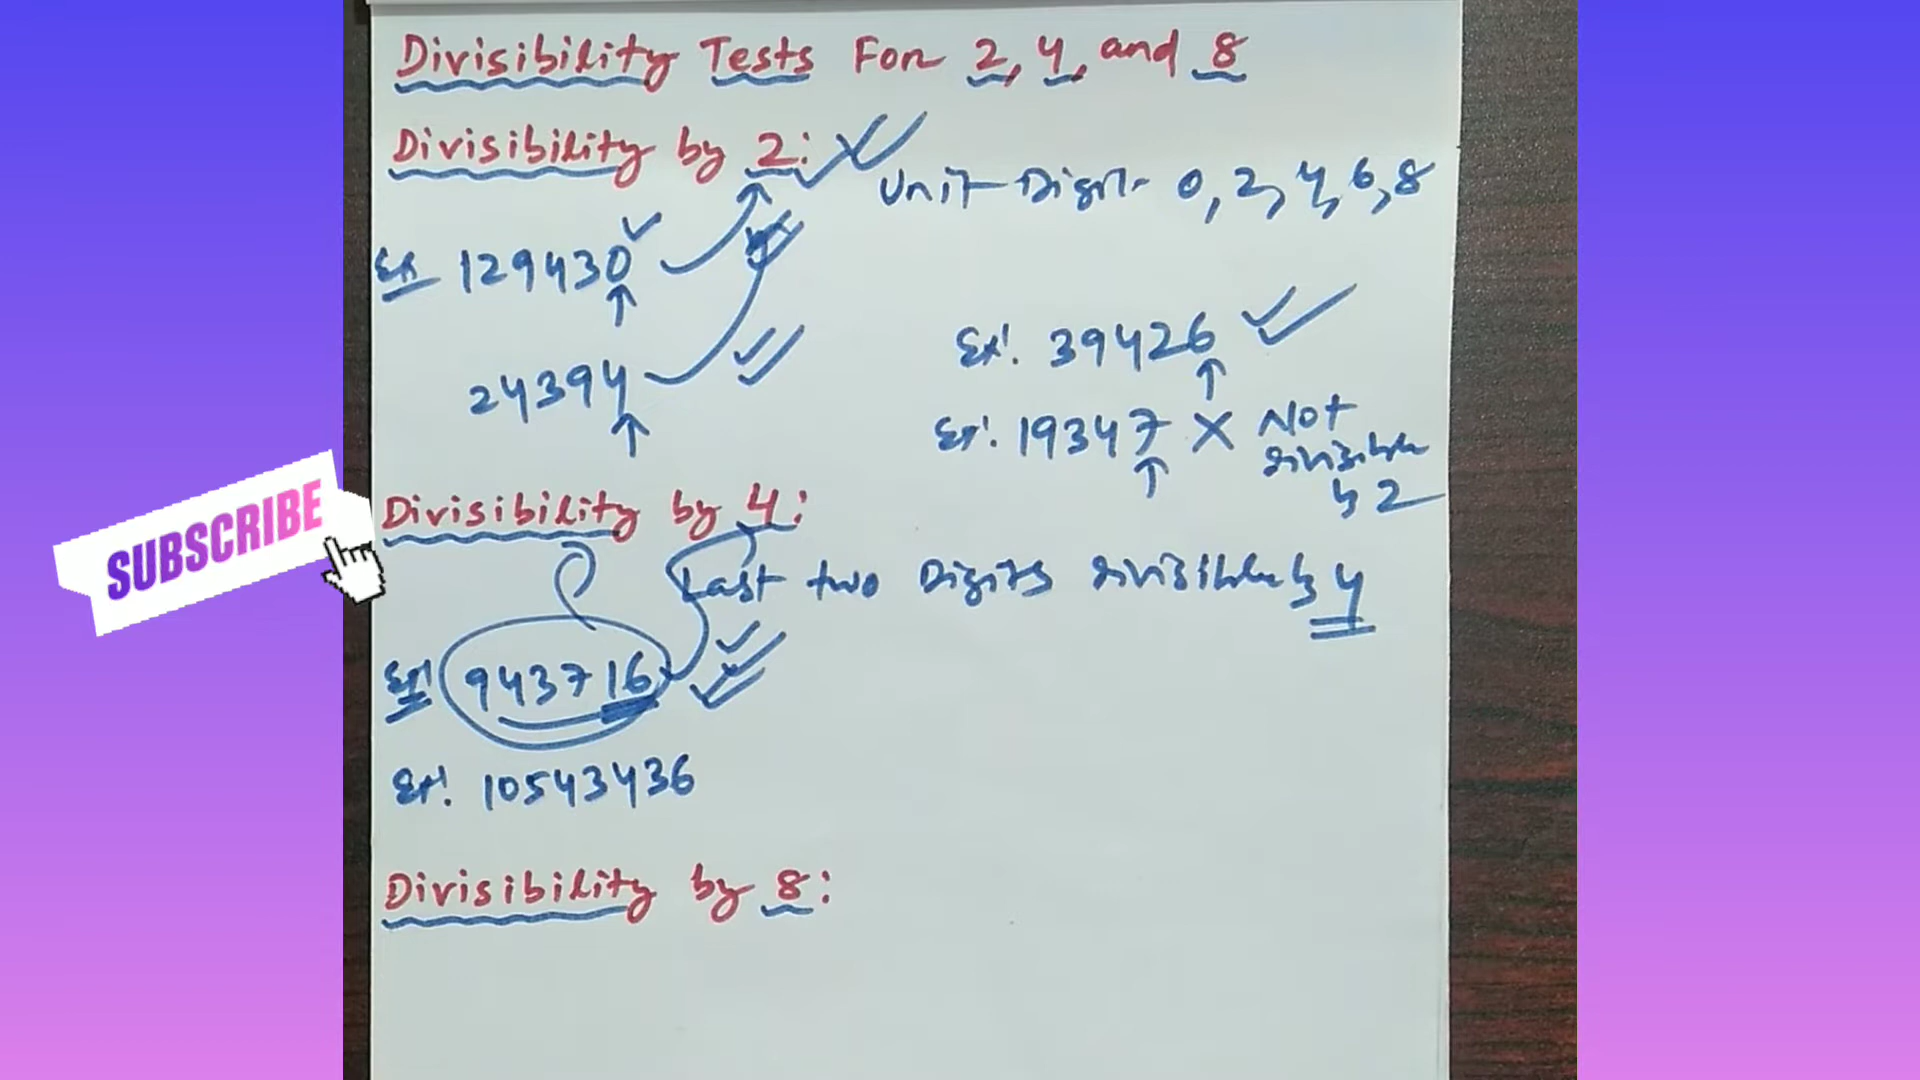 Divisibility Tests For 2, 4, and 8
Divisibility by 2:
Unit Digit - 0, 2, 4, 6, 8
Ex 129430
24394
Ex: 39426
Ex: 19347 X Not
divisible
by 2
SUBSCRIBE
Divisibility by 4:
Last two Digits divisible by 4
Ex: 943716
Ex: 10543436
Divisibility by 8: